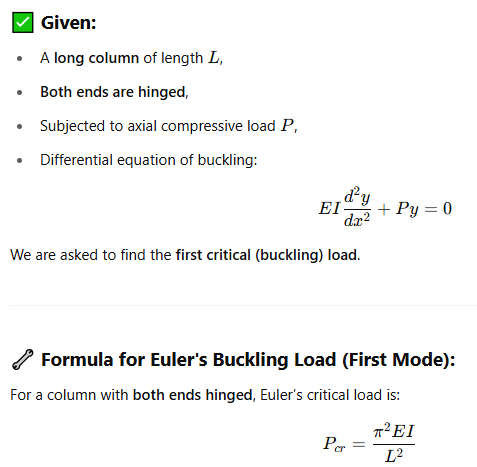 ✅ Given:
• A long column of length L,
• Both ends are hinged,
• Subjected to axial compressive load P,
• Differential equation of buckling:
EI d²y/dx² + Py = 0
We are asked to find the first critical (buckling) load.
🔧 Formula for Euler's Buckling Load (First Mode):
For a column with both ends hinged, Euler's critical load is:
P_cr = π²EI/L²